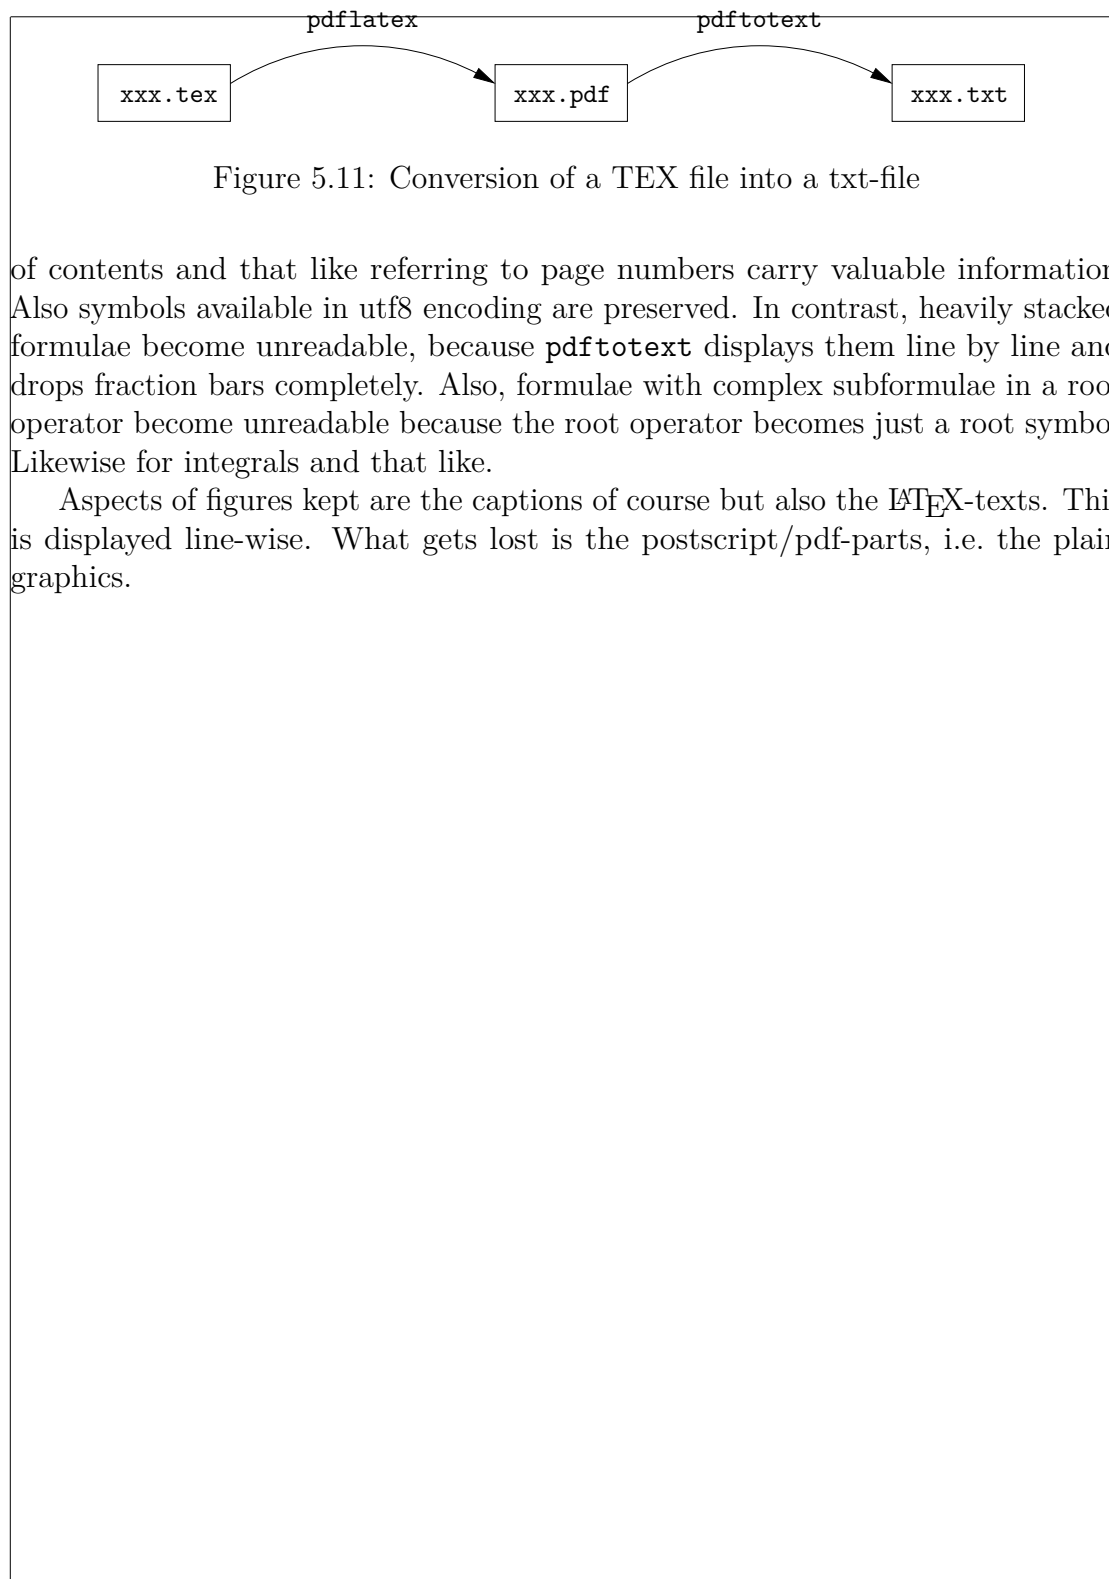 pdflatex pdftotext
xxx.tex xxx.pdf xxx.txt
Figure 5.11: Conversion of a TEX file into a txt-file
of contents and that like referring to page numbers carry valuable information
Also symbols available in utf8 encoding are preserved. In contrast, heavily stacked
formulae become unreadable, because pdftotext displays them line by line and
drops fraction bars completely. Also, formulae with complex subformulae in a roo
operator become unreadable because the root operator becomes just a root symbo
Likewise for integrals and that like.
Aspects of figures kept are the captions of course but also the LATEX-texts. Thi
is displayed line-wise. What gets lost is the postscript/pdf-parts, i.e. the plain
graphics.